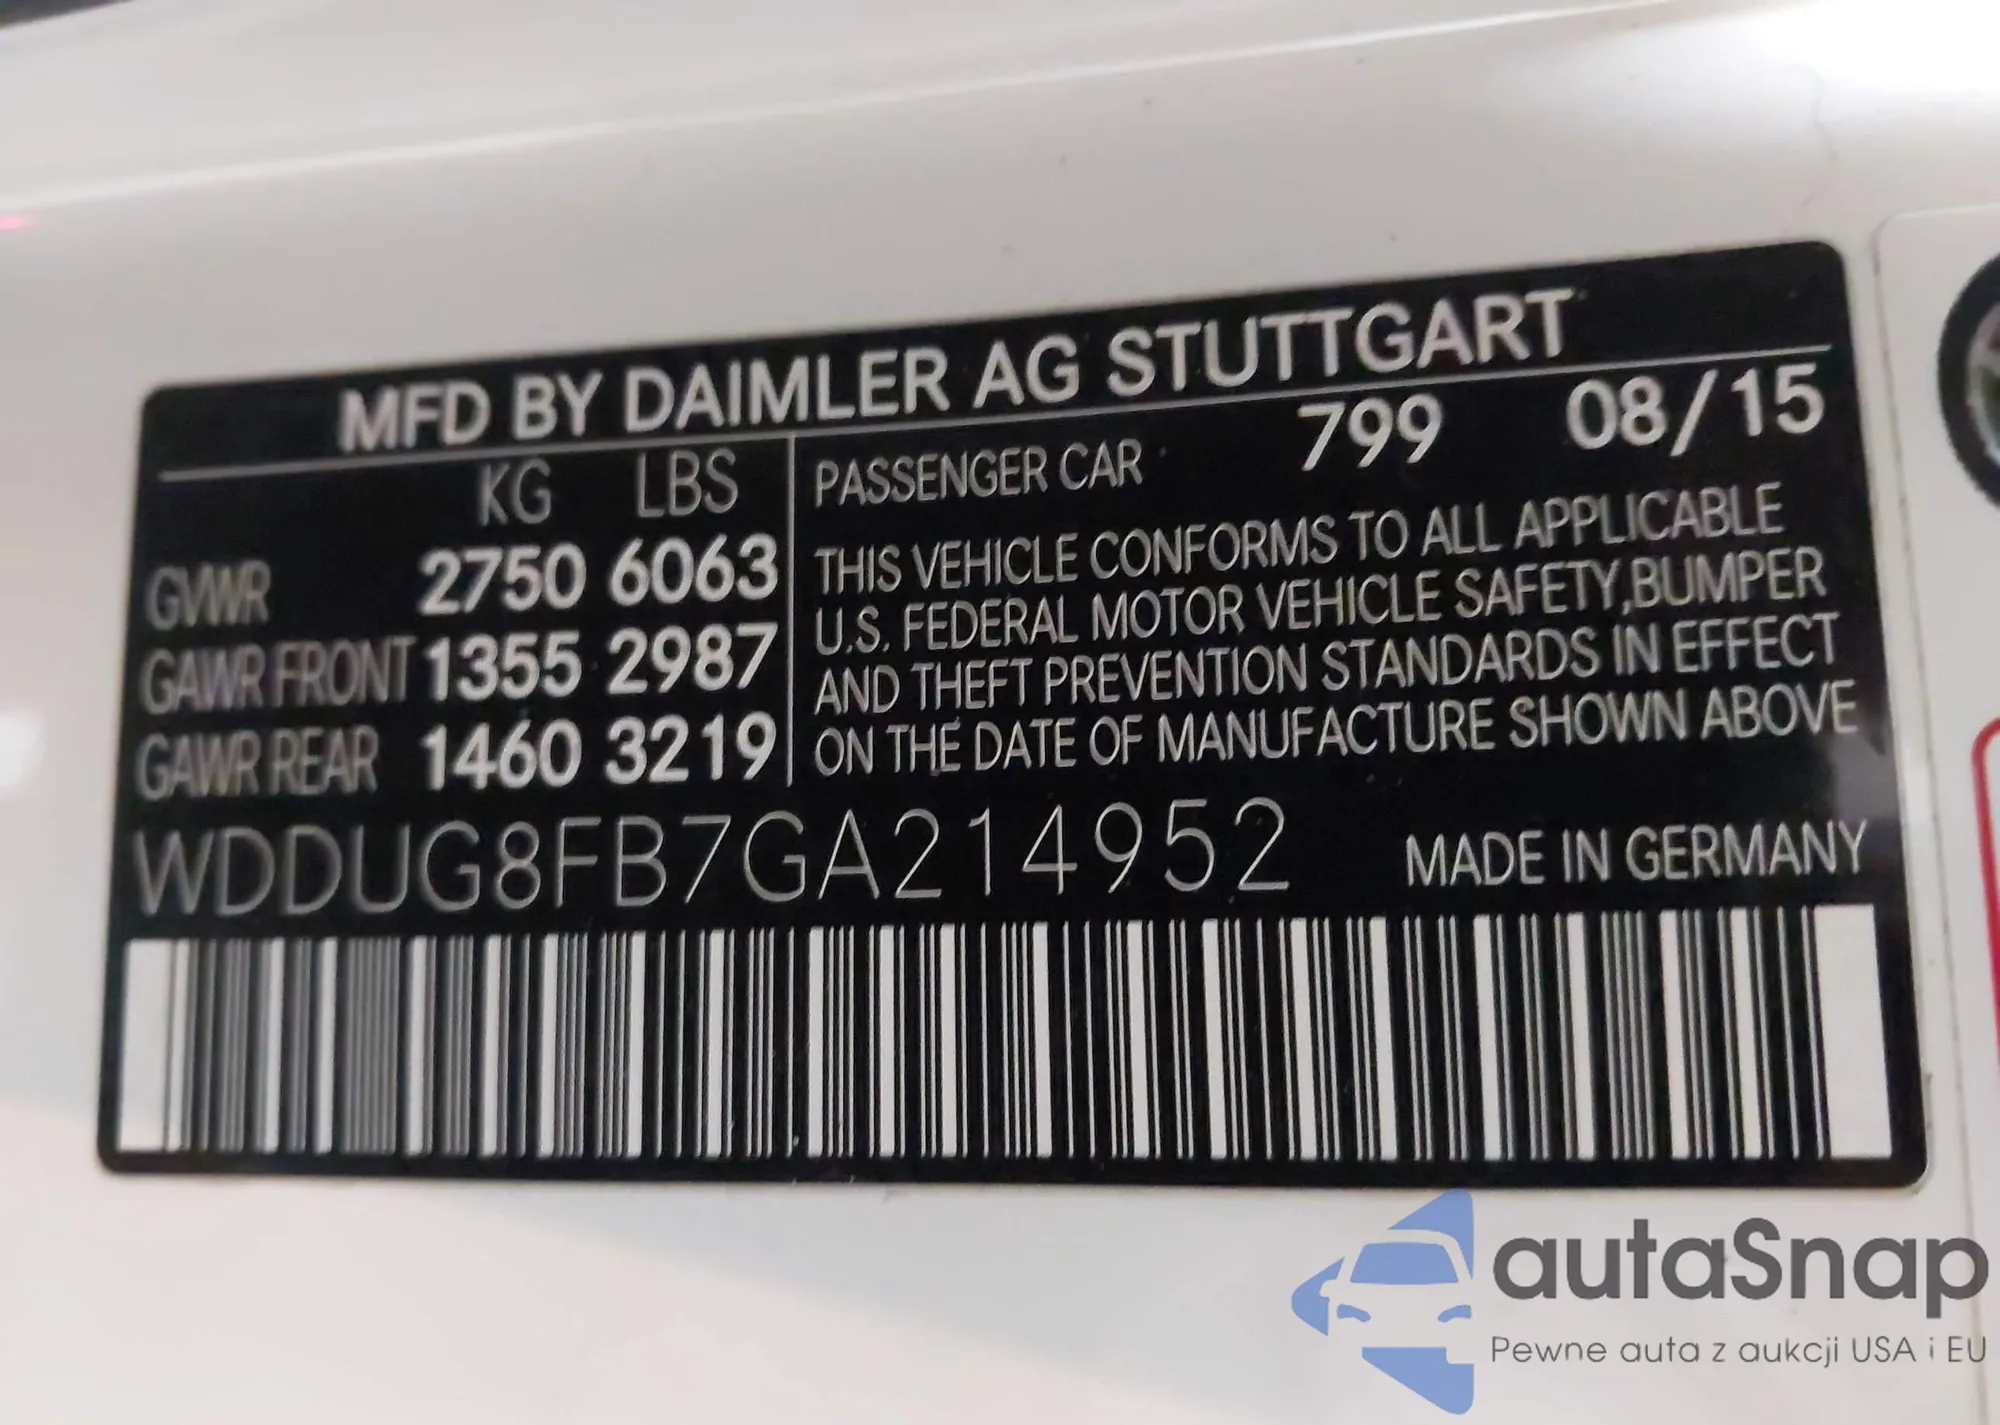 MFD BY DAIMLER AG STUTTGART
KG LBS
GVWR 2750 6063
GAWR FRONT 1355 2987
GAWR REAR 1460 3219
PASSENGER CAR 799 08/15
THIS VEHICLE CONFORMS TO ALL APPLICABLE
U.S. FEDERAL MOTOR VEHICLE SAFETY,BUMPER
AND THEFT PREVENTION STANDARDS IN EFFECT
ON THE DATE OF MANUFACTURE SHOWN ABOVE
WDDUG8FB7GA214952 MADE IN GERMANY
autaSnap
Pewne auta z aukcji USA i EU